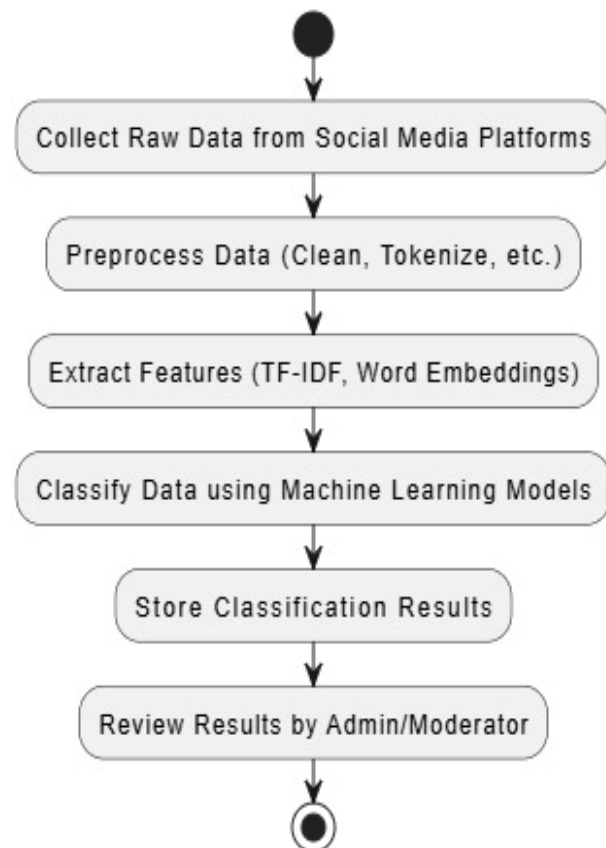 Collect Raw Data from Social Media Platforms
Preprocess Data (Clean, Tokenize, etc.)
Extract Features (TF-IDF, Word Embeddings)
Classify Data using Machine Learning Models
Store Classification Results
Review Results by Admin/Moderator